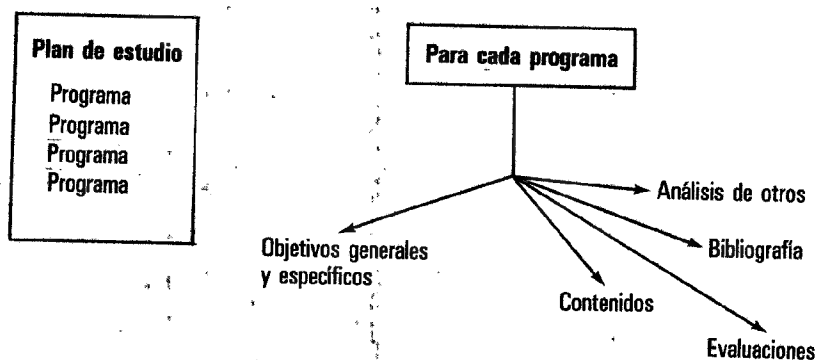 Plan de estudio
Programa
Programa
Programa
Programa
Para cada programa
Objetivos generales
y específicos
Contenidos
Evaluaciones
Bibliografía
Análisis de otros